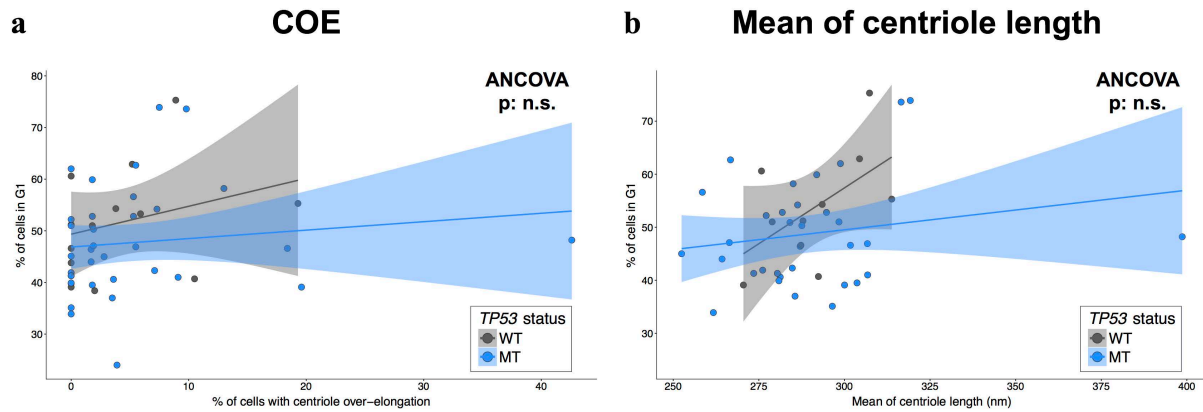 a
COE
ANCOVA
p: n.s.
80
70
60
50
40
30
% of cells in G1
0
10
20
30
40
% of cells with centriole over−elongation
TP53 status
WT
MT
b
Mean of centriole length
ANCOVA
p: n.s.
80
70
60
50
40
30
% of cells in G1
250
275
300
325
350
3675
400
Mean of centriole length (nm)
TP53 status
WT
MT